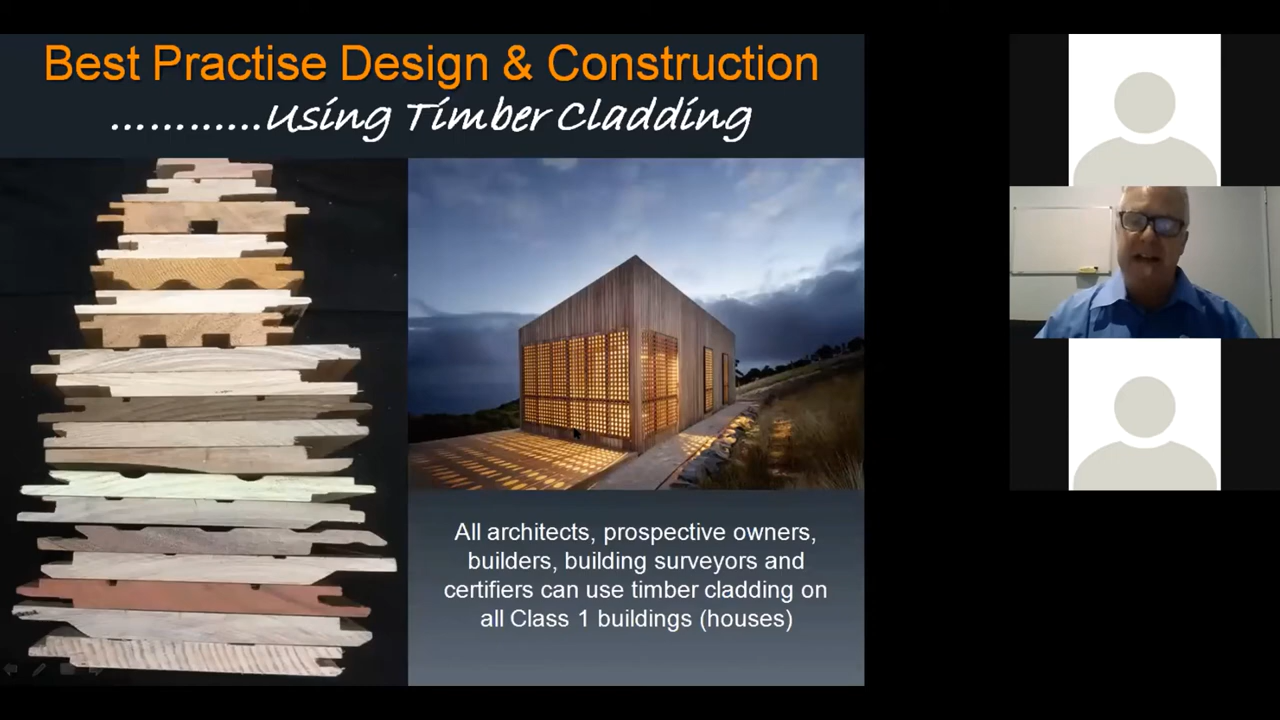 Best Practise Design & Construction
............Using Timber Cladding
All architects, prospective owners,
builders, building surveyors and
certifiers can use timber cladding on
all Class 1 buildings (houses)